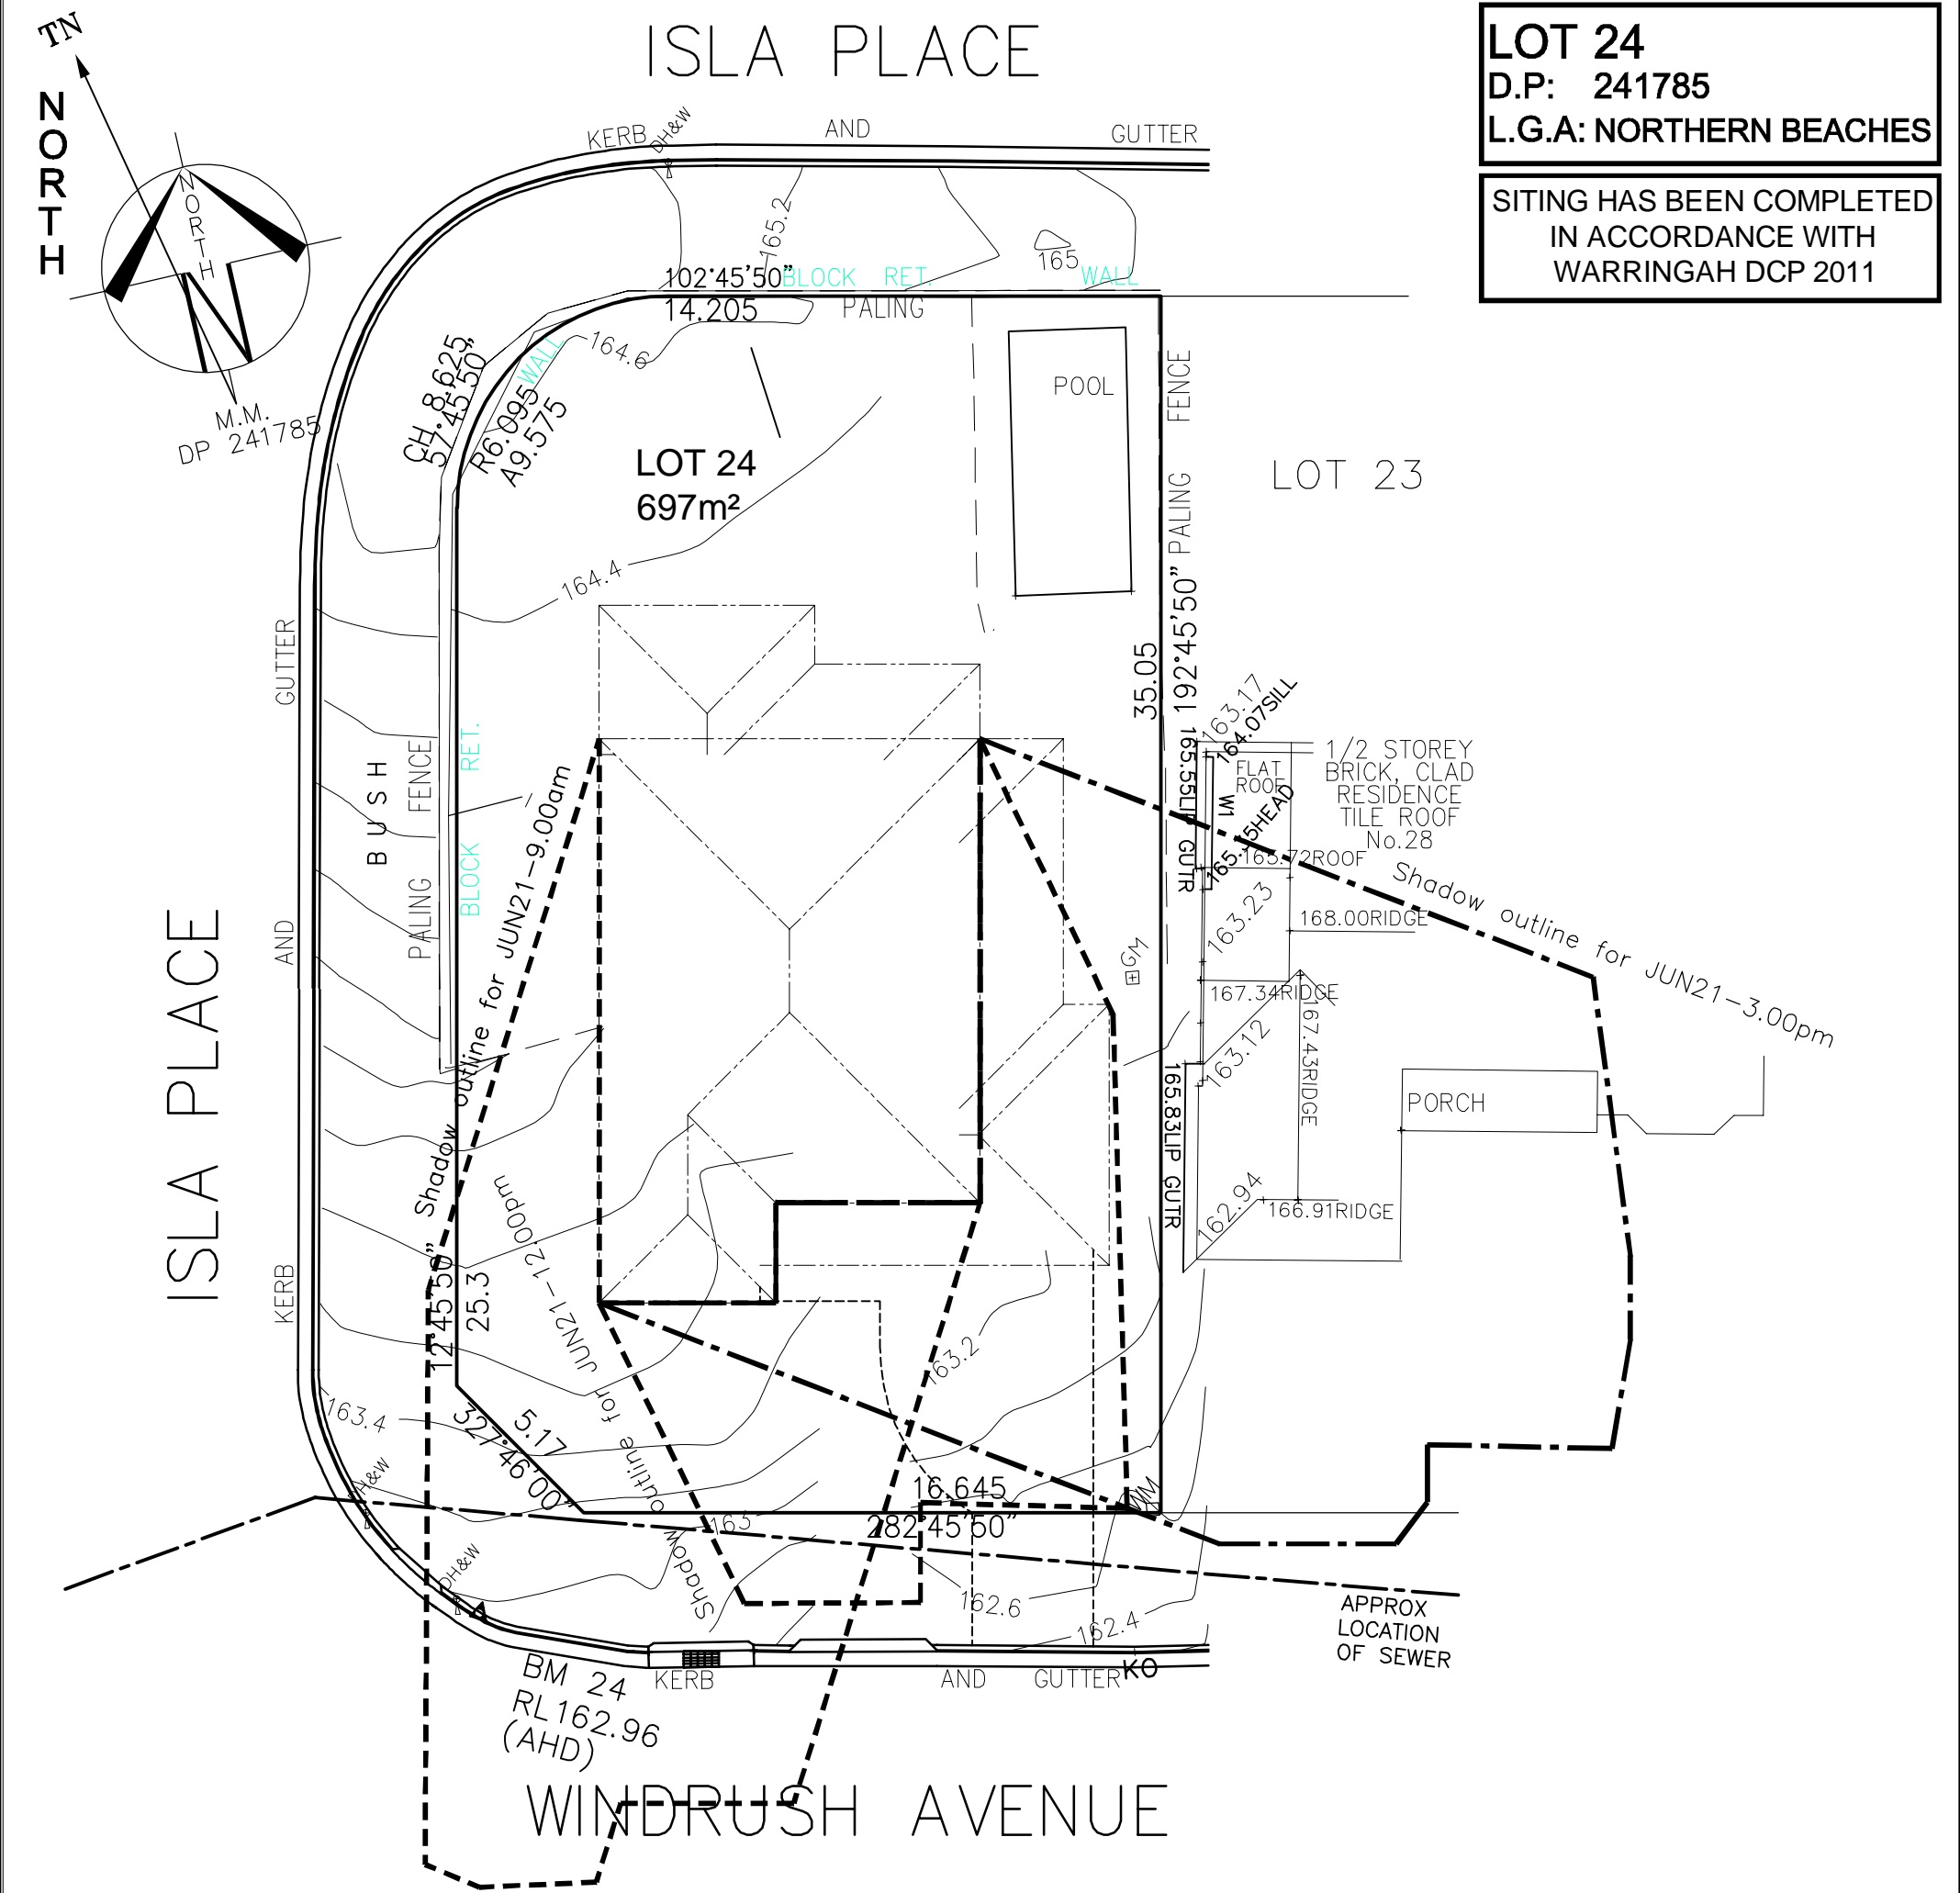 ISLA PLACE
TN
NORTH
NORTH
M.M.
DP 241785
LOT 24
D.P: 241785
L.G.A: NORTHERN BEACHES
SITING HAS BEEN COMPLETED
IN ACCORDANCE WITH
WARRINGAH DCP 2011
KERB
DH&W
AND
GUTTER
165.2
165
102°45'50"
BLOCK RET. WALL
14.205
PALING
164.6
WALL
CH. 8.625
57°45'50"
R6.095
A9.575
POOL
FENCE
PALING
LOT 24
697m²
LOT 23
164.4
192°45'50"
35.05
GUTTER
AND
KERB
BUSH
FENCE
PALING
RET.
BLOCK
ISLA PLACE
Shadow outline for JUN21-9.00am
163.17
164.07SILL
165.55LIP GUTR
FLAT
ROOF
W1
1/2 STOREY
BRICK, CLAD
RESIDENCE
TILE ROOF
No.28
165.72ROOF
163.23
168.00RIDGE
Shadow outline for JUN21-3.00pm
GM
167.34RIDGE
163.12
167.43RIDGE
PORCH
165.83LIP GUTR
162.94
166.91RIDGE
12°45'50"
25.3
Shadow outline for JUN21-12.00pm
163.4
163.2
5.17
327°46'00"
16.645
282°45'50"
WM
163
DH&W
DH&W
162.6
162.4
APPROX
LOCATION
OF SEWER
BM 24
RL162.96
(AHD)
KERB
AND
GUTTER
KO
WINDRUSH AVENUE